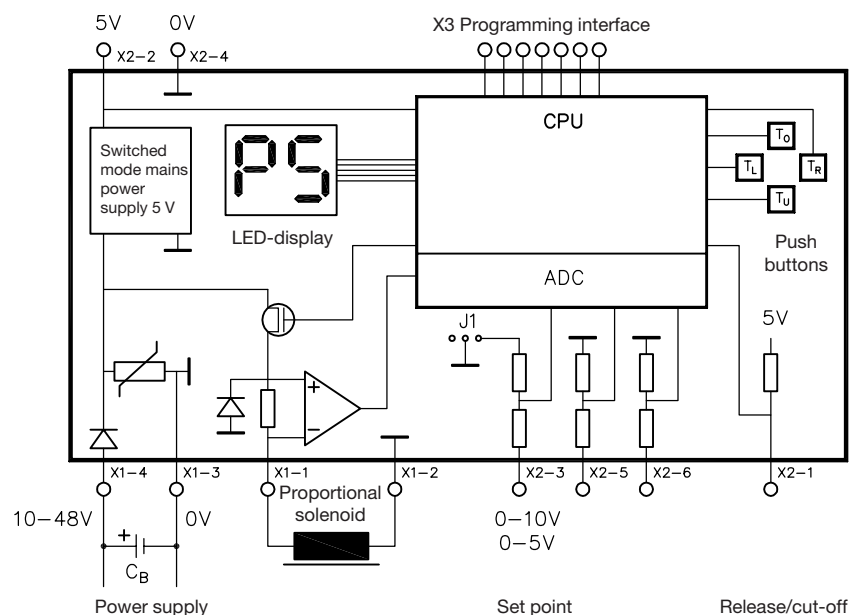 5V 0V X3 Programming interface
X2-2 X2-4
CPU
Switched
mode mains
power
supply 5 V
PS
LED-display
TO
TL TR
TU
Push
buttons
ADC
J1
5V
+
−
X1-4 X1-3 X1-1 X1-2 X2-3 X2-5 X2-6 X2-1
10-48V 0V
Proportional
solenoid
0-10V
0-5V
+
CB
Power supply Set point Release/cut-off